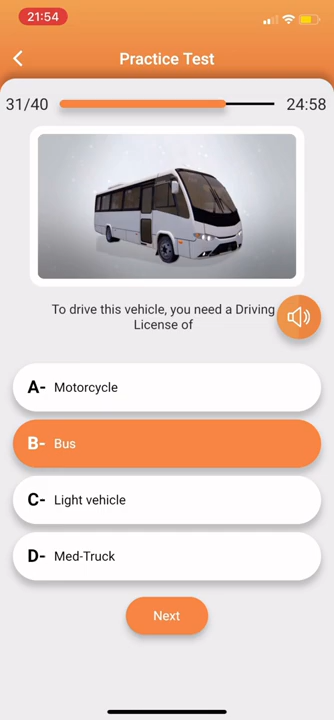 21:54
Practice Test
31/40
24:58
To drive this vehicle, you need a Driving
License of
A- Motorcycle
B- Bus
C- Light vehicle
D- Med-Truck
Next